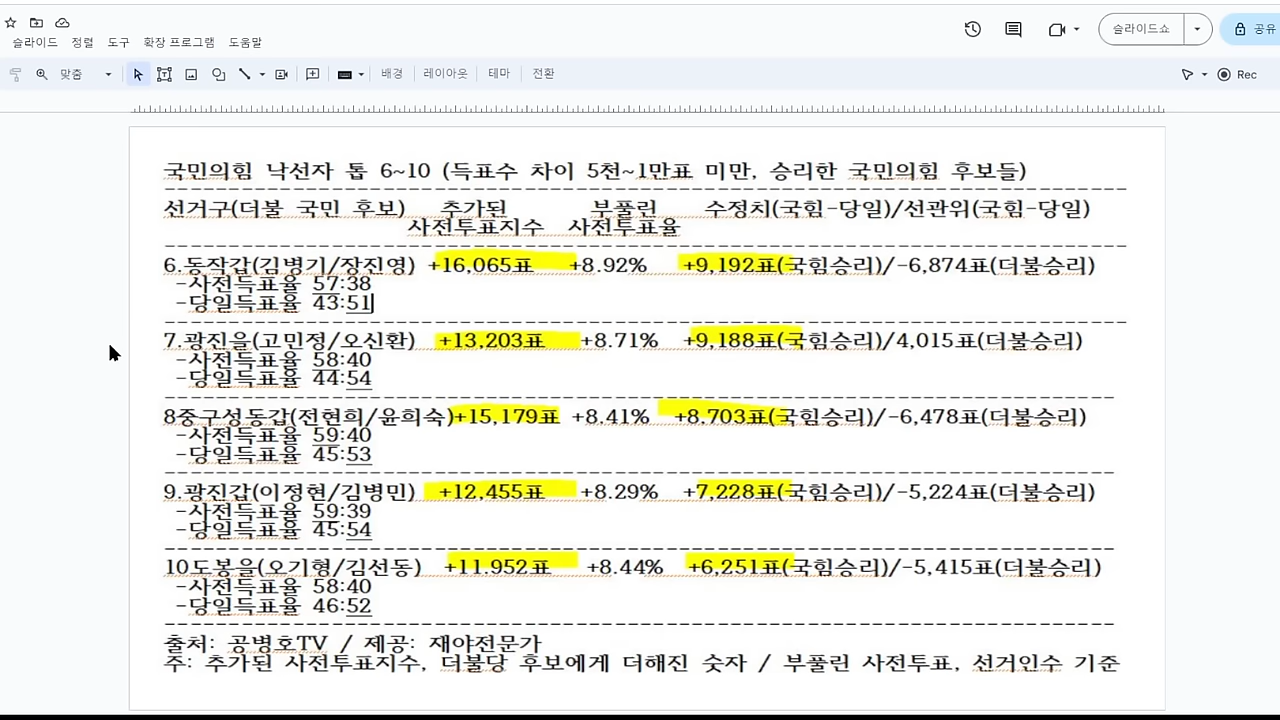 슬라이드 정렬 도구 확장 프로그램 도움말
슬라이드쇼 공유
맞춤 배경 레이아웃 테마 전환 Rec
국민의힘 낙선자 톱 6~10 (득표수 차이 5천~1만표 미만, 승리한 국민의힘 후보들)
선거구(더불 국민 후보) 추가된 부풀린 수정치(국힘-당일)/선관위(국힘-당일)
사전투표지수 사전투표율
6.동작갑(김병기/장진영) +16,065표 +8.92% +9,192표(국힘승리)/-6,874표(더불승리)
-사전득표율 57:38
-당일득표율 43:51
7.광진을(고민정/오신환) +13,203표 +8.71% +9,188표(국힘승리)/4,015표(더불승리)
-사전득표율 58:40
-당일득표율 44:54
8중구성동갑(전현희/윤희숙)+15,179표 +8.41% +8,703표(국힘승리)/-6,478표(더불승리)
-사전득표율 59:40
-당일득표율 45:53
9.광진갑(이정현/김병민) +12,455표 +8.29% +7,228표(국힘승리)/-5,224표(더불승리)
-사전득표율 59:39
-당일득표율 45:54
10도봉을(오기형/김선동) +11.952표 +8.44% +6,251표(국힘승리)/-5,415표(더불승리)
-사전득표율 58:40
-당일득표율 46:52
출처: 공병호TV / 제공: 재야전문가
주: 추가된 사전투표지수, 더불당 후보에게 더해진 숫자 / 부풀린 사전투표, 선거인수 기준